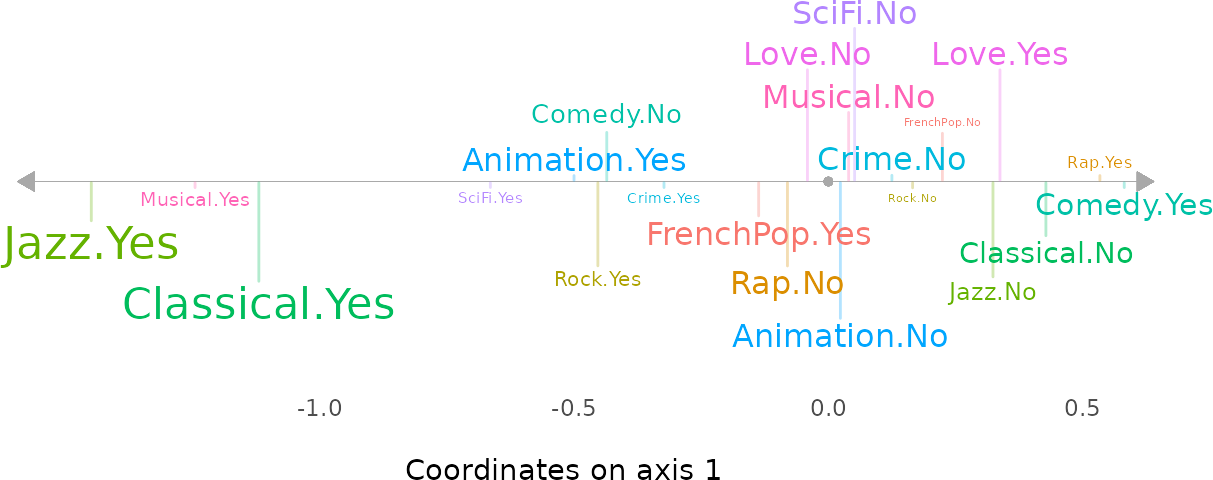 SciFi.No
Love.No Love.Yes
Musical.No
Comedy.No FrenchPop.No
Animation.Yes Crime.No Rap.Yes
Musical.Yes SciFi.Yes Crime.Yes Rock.No Comedy.Yes
Jazz.Yes FrenchPop.Yes Classical.No
Classical.Yes Rock.Yes Rap.No Jazz.No
Animation.No
-1.0 -0.5 0.0 0.5
Coordinates on axis 1